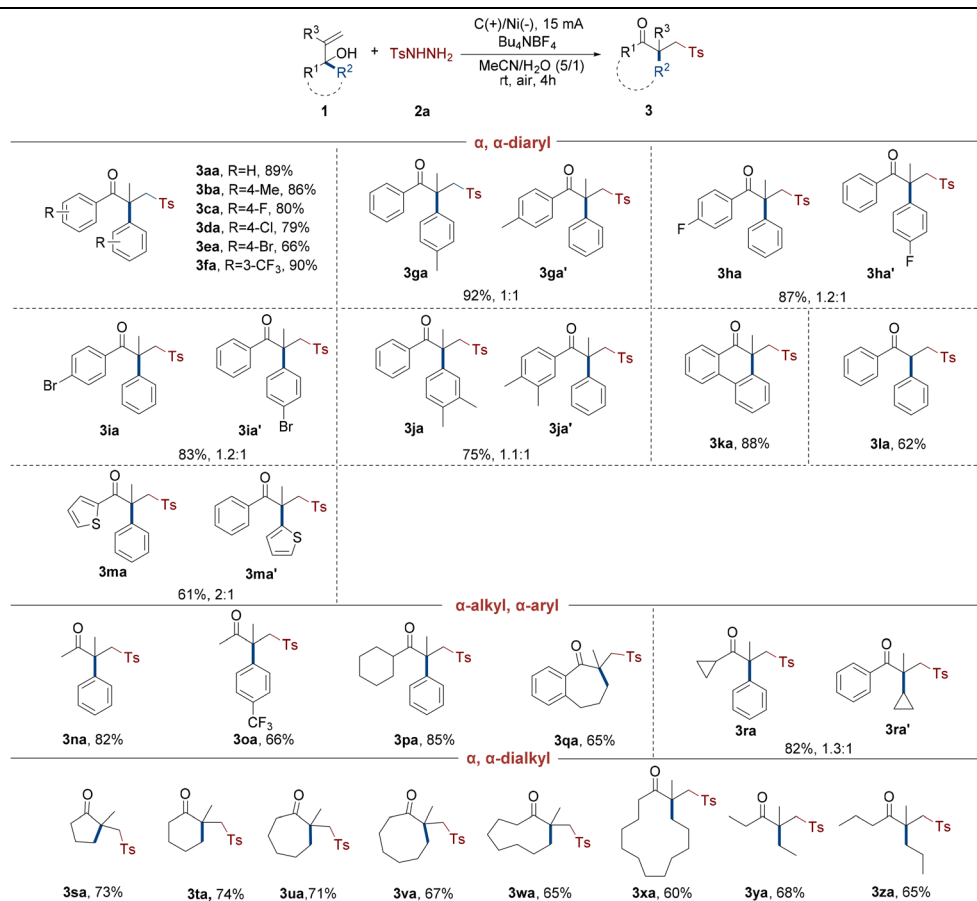 R³
OH
R¹ R²
1
+
TsNHNH₂
2a
C(+)/Ni(-), 15 mA
Bu₄NBF₄
MeCN/H₂O (5/1)
rt, air, 4h
O R³
R¹ Ts
R²
3
α, α-diaryl
O
R
Ts
R
3aa, R=H, 89%
3ba, R=4-Me, 86%
3ca, R=4-F, 80%
3da, R=4-Cl, 79%
3ea, R=4-Br, 66%
3fa, R=3-CF₃, 90%
O
Ts
3ga
O
Ts
3ga'
92%, 1:1
O
Ts
F
3ha
O
Ts
F
3ha'
87%, 1.2:1
O
Ts
Br
3ia
O
Ts
Br
3ia'
83%, 1.2:1
O
Ts
3ja
O
Ts
3ja'
75%, 1.1:1
O
Ts
3ka, 88%
O
Ts
3la, 62%
O
Ts
S
3ma
O
Ts
S
3ma'
61%, 2:1
α-alkyl, α-aryl
O
Ts
3na, 82%
O
Ts
CF₃
3oa, 66%
O
Ts
3pa, 85%
O
Ts
3qa, 65%
O
Ts
3ra
O
Ts
3ra'
82%, 1.3:1
α, α-dialkyl
O
Ts
3sa, 73%
O
Ts
3ta, 74%
O
Ts
3ua, 71%
O
Ts
3va, 67%
O
Ts
3wa, 65%
O
Ts
3xa, 60%
O
Ts
3ya, 68%
O
Ts
3za, 65%